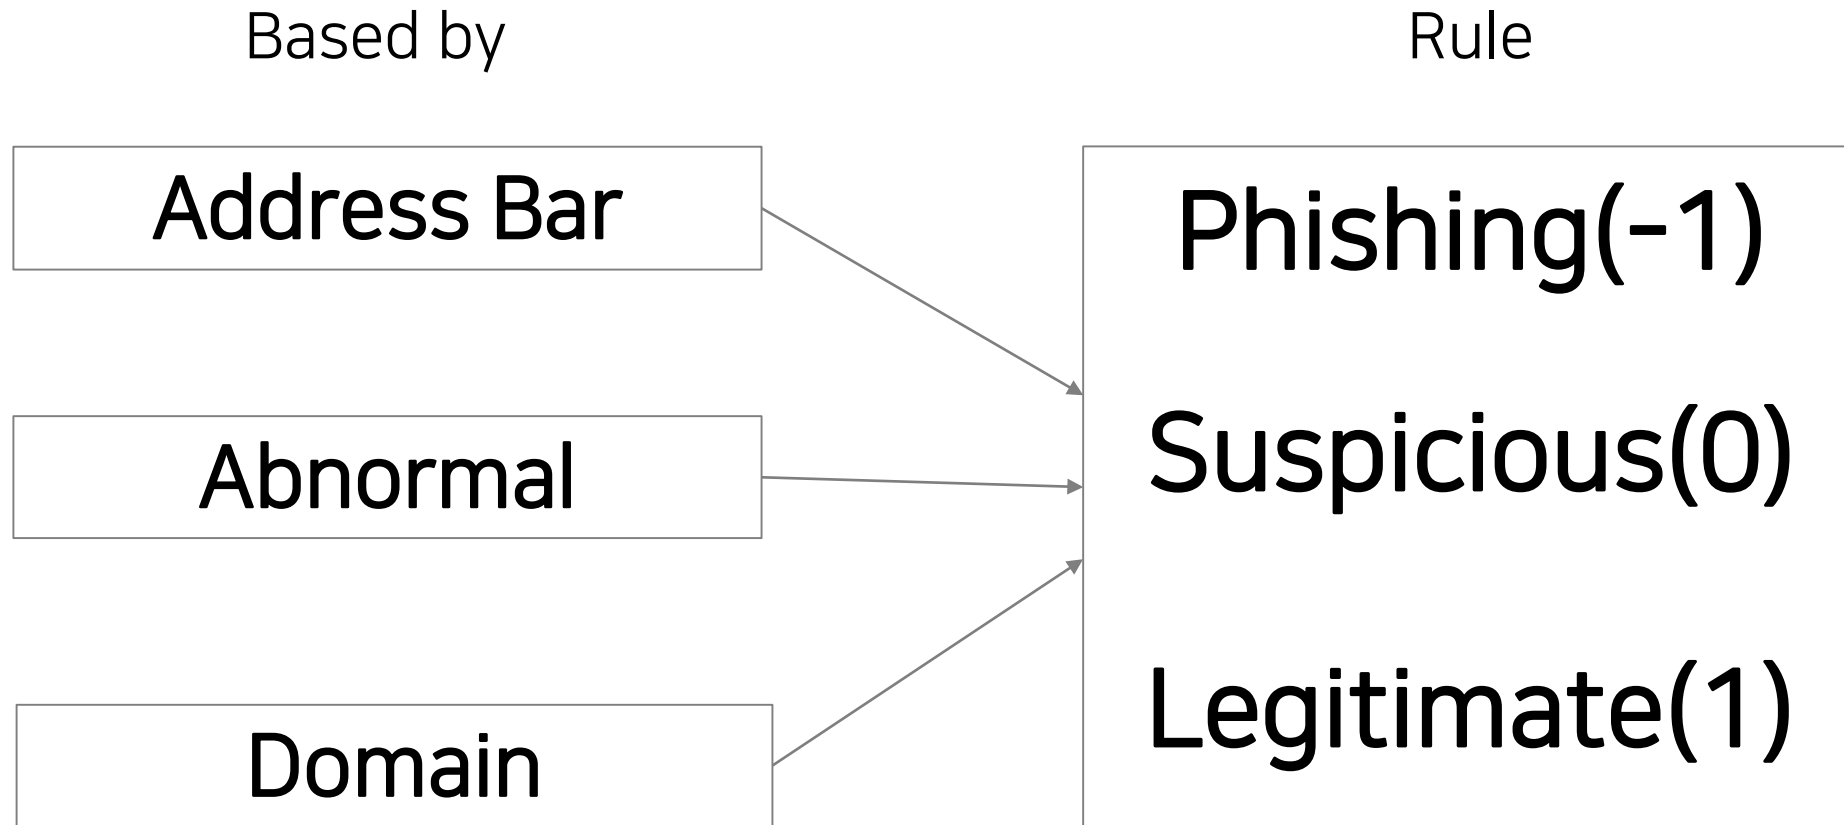 Based by
Rule
Address Bar
Abnormal
Domain
Phishing(-1)
Suspicious(0)
Legitimate(1)